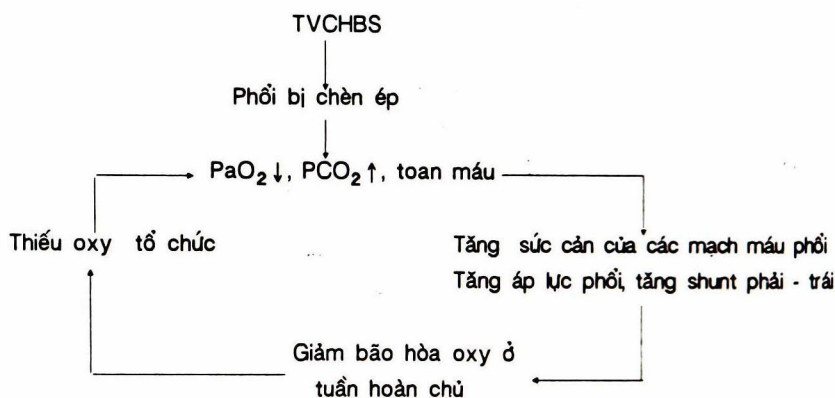 TVCHBS
Phổi bị chèn ép
PaO₂↓, PCO₂↑, toan máu
Thiếu oxy tổ chức
Tăng sức cản của các mạch máu phổi
Tăng áp lực phổi, tăng shunt phải - trái
Giảm bão hòa oxy ở
tuần hoàn chủ